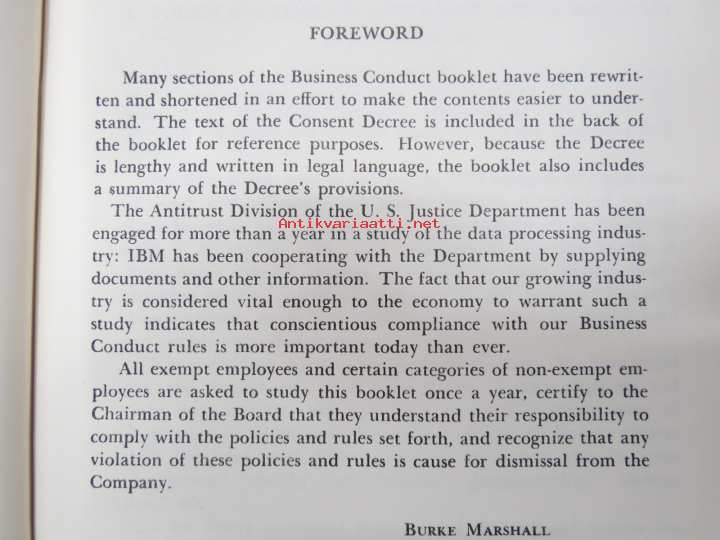 FOREWORD
Many sections of the Business Conduct booklet have been rewrit-
ten and shortened in an effort to make the contents easier to under-
stand. The text of the Consent Decree is included in the back of
the booklet for reference purposes. However, because the Decree
is lengthy and written in legal language, the booklet also includes
a summary of the Decree's provisions.
The Antitrust Division of the U. S. Justice Department has been
Antikvariaatti.net
engaged for more than a year in a study of the data processing indus-
try: IBM has been cooperating with the Department by supplying
documents and other information. The fact that our growing indus-
try is considered vital enough to the economy to warrant such a
study indicates that conscientious compliance with our Business
Conduct rules is more important today than ever.
All exempt employees and certain categories of non-exempt em-
ployees are asked to study this booklet once a year, certify to the
Chairman of the Board that they understand their responsibility to
comply with the policies and rules set forth, and recognize that any
violation of these policies and rules is cause for dismissal from the
Company.
BURKE MARSHALL